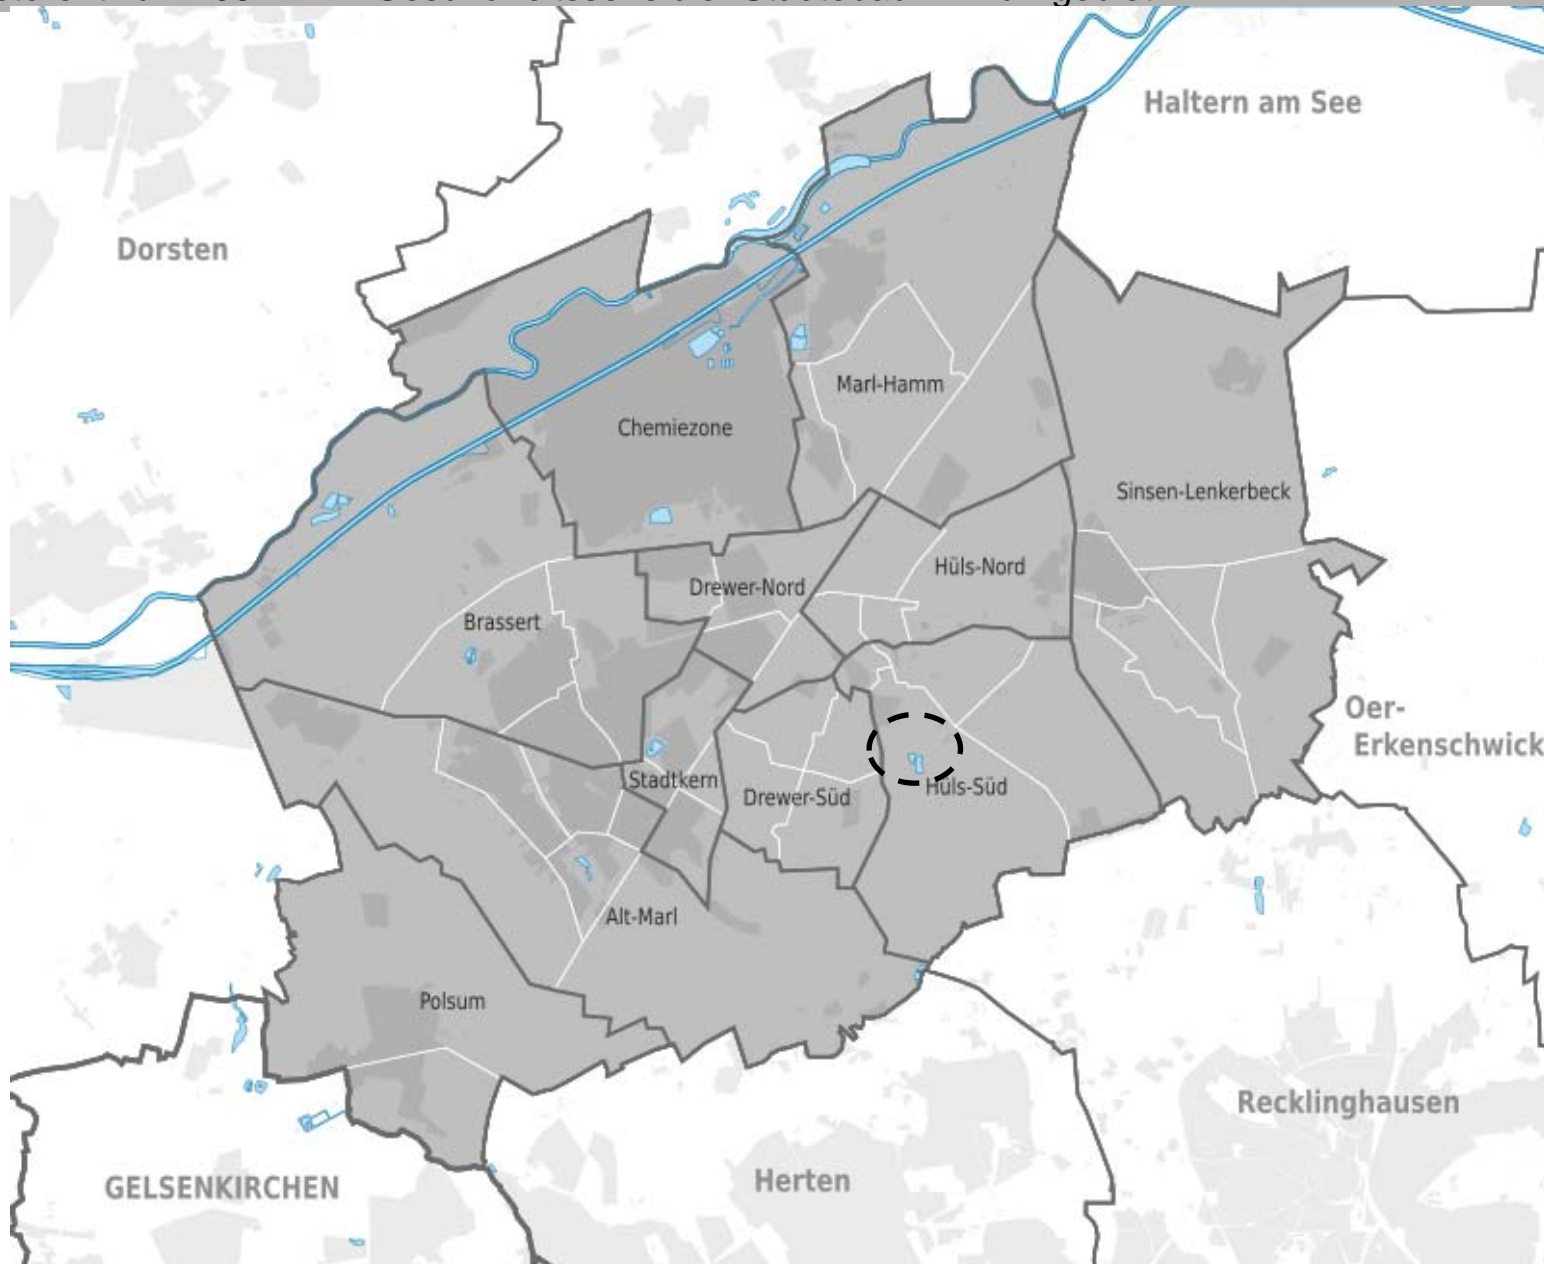 Haltern am See
Dorsten
Marl-Hamm
Chemiezone
Sinsen-Lenkerbeck
Hüls-Nord
Drewer-Nord
Brassert
Oer-
Erkenschwick
Stadtkern
Hüls-Süd
Drewer-Süd
Alt-Marl
Polsum
Recklinghausen
Herten
GELSENKIRCHEN